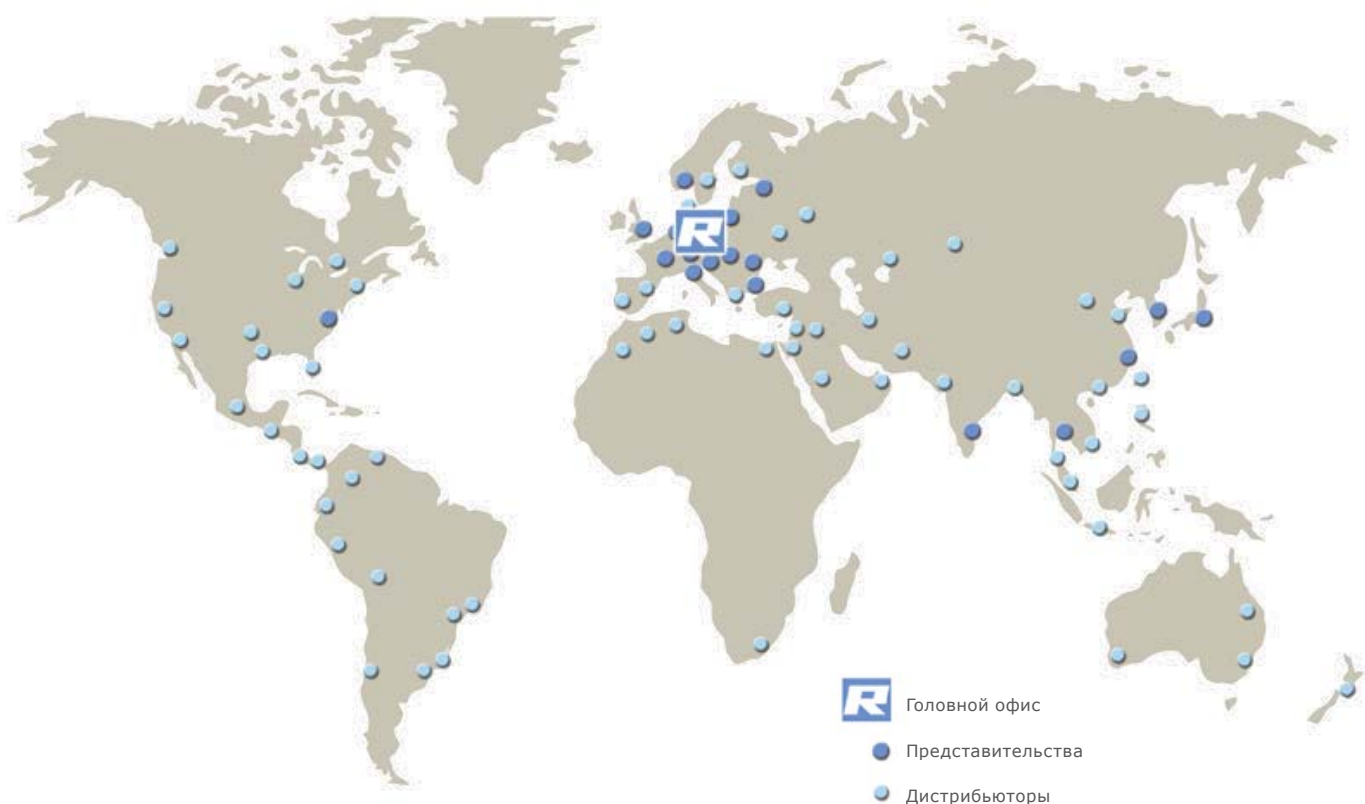 R
R
Головной офис
Представительства
Дистрибьюторы